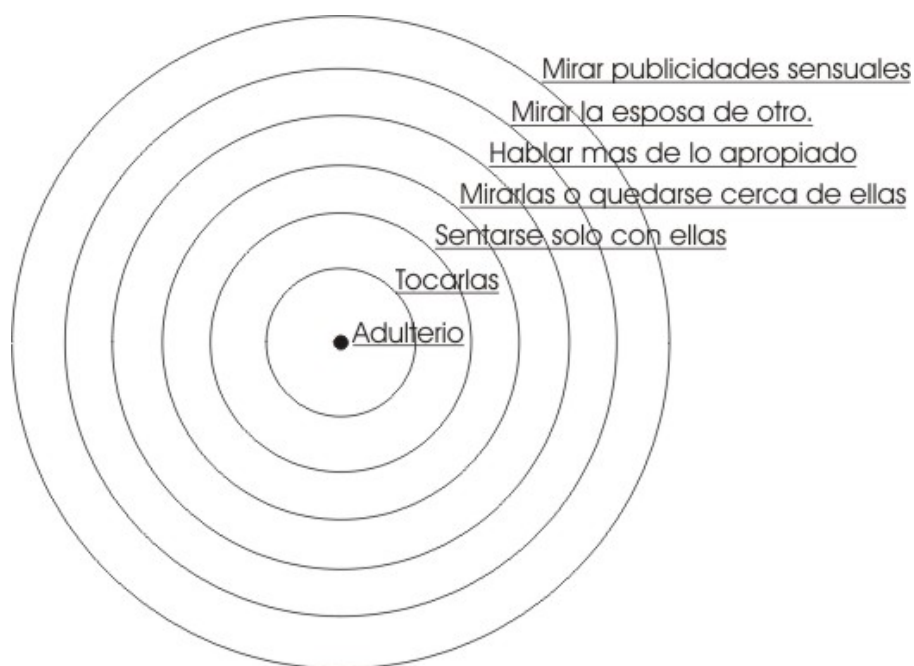 Mirar publicidades sensuales
Mirar la esposa de otro.
Hablar mas de lo apropiado
Mirarlas o quedarse cerca de ellas
Sentarse solo con ellas
Tocarlas
Adulterio